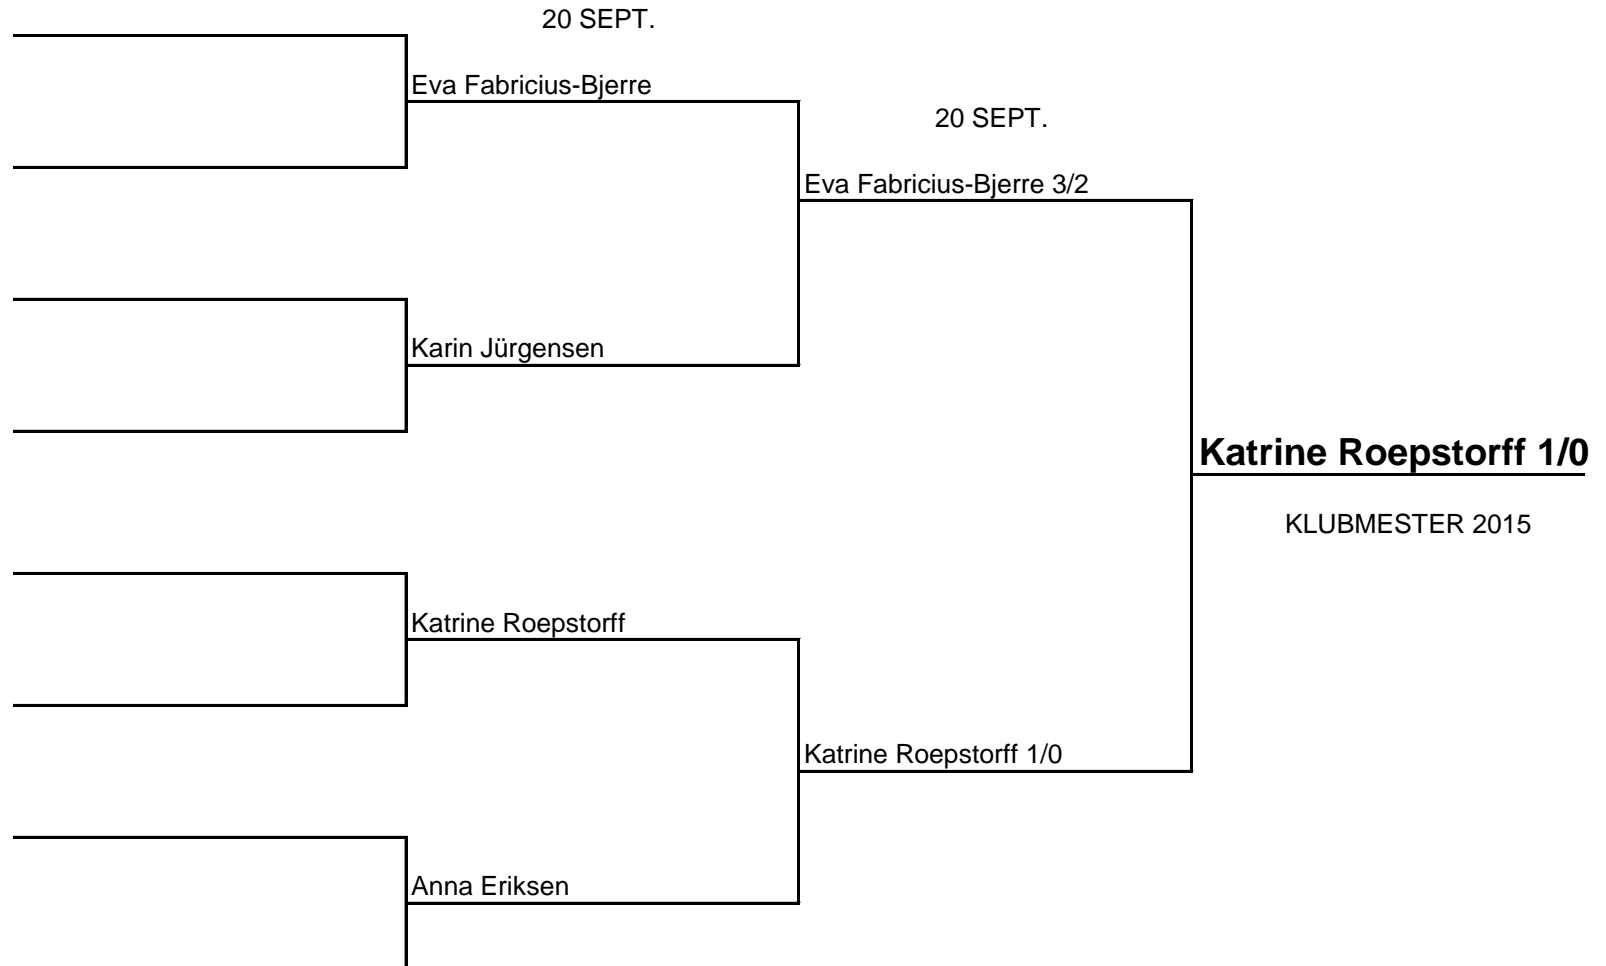 20 SEPT.
Eva Fabricius-Bjerre
20 SEPT.
Eva Fabricius-Bjerre 3/2
Karin Jürgensen
Katrine Roepstorff 1/0
KLUBMESTER 2015
Katrine Roepstorff
Katrine Roepstorff 1/0
Anna Eriksen